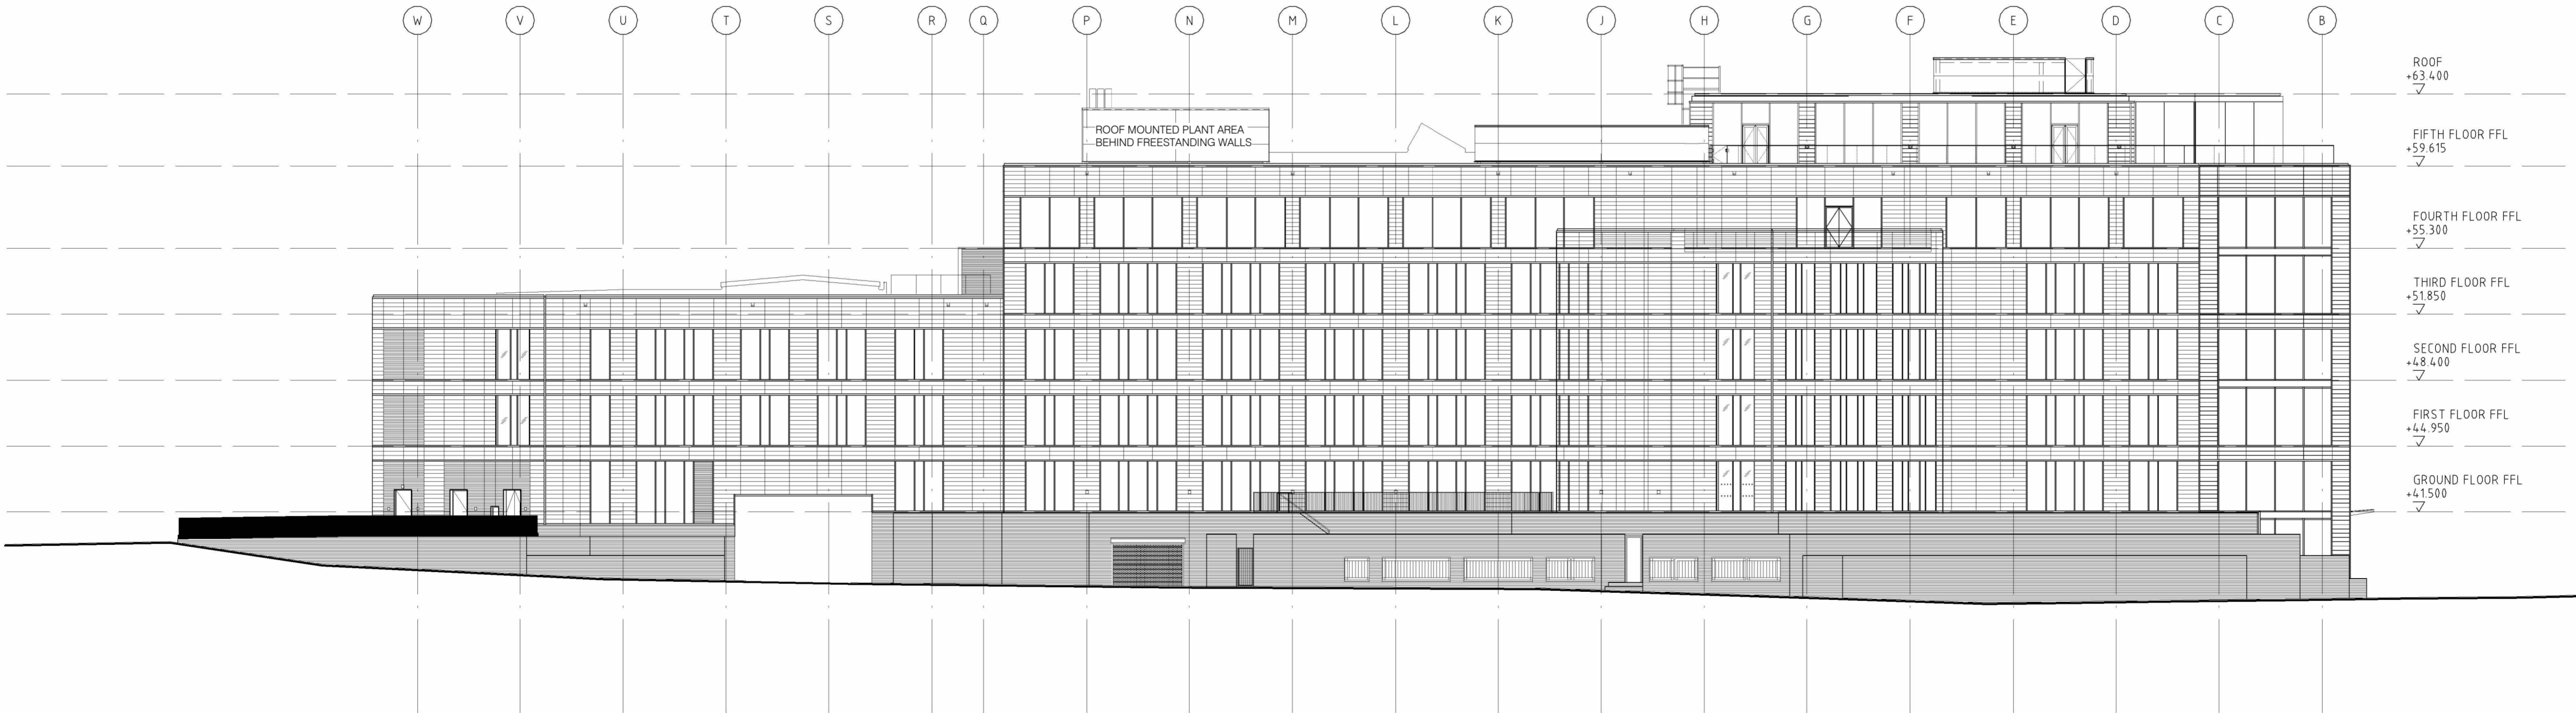 W V U T S R Q P N M L K J H G F E D C B
ROOF
+63.400
ROOF MOUNTED PLANT AREA
BEHIND FREESTANDING WALLS
FIFTH FLOOR FFL
+59.615
FOURTH FLOOR FFL
+55.300
THIRD FLOOR FFL
+51.850
SECOND FLOOR FFL
+48.400
FIRST FLOOR FFL
+44.950
GROUND FLOOR FFL
+41.500